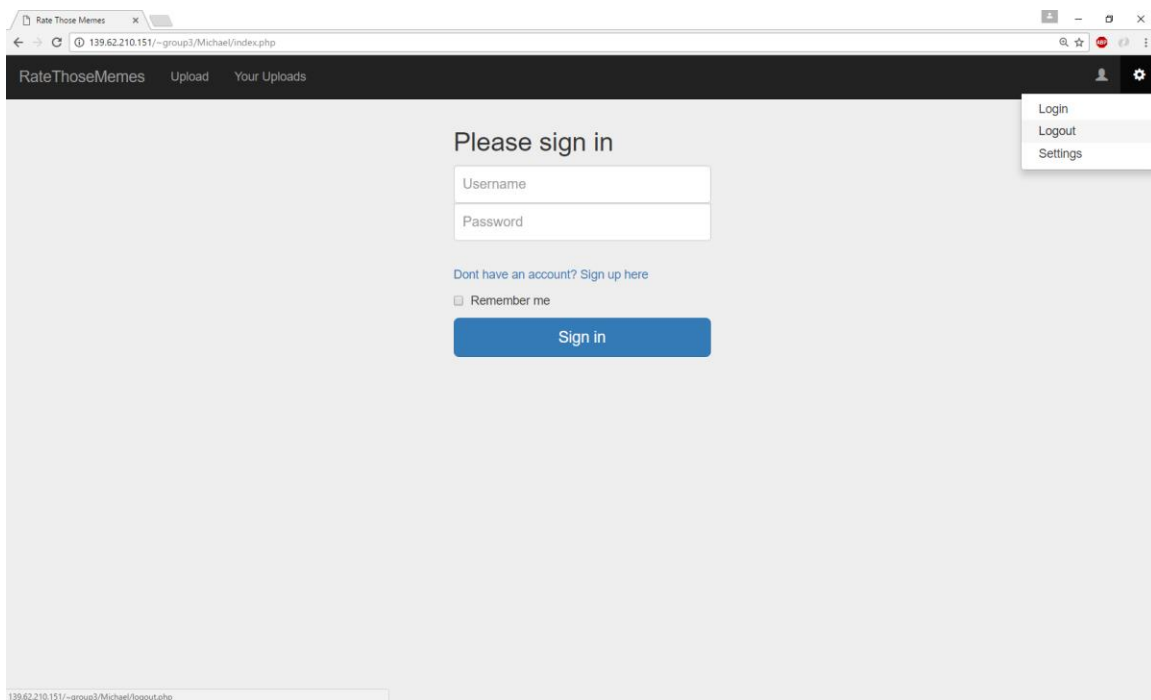 Rate Those Memes
139.62.210.151/~group3/Michael/index.php
ABP
RateThoseMemes Upload Your Uploads
Login
Logout
Settings
Please sign in
Username
Password
Dont have an account? Sign up here
Remember me
Sign in
139.62.210.151/~group3/Michael/logout.php